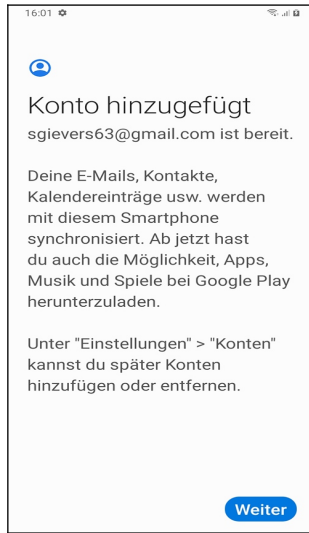 16:01
Konto hinzugefügt
sgievers63@gmail.com ist bereit.
Deine E-Mails, Kontakte,
Kalendereinträge usw. werden
mit diesem Smartphone
synchronisiert. Ab jetzt hast
du auch die Möglichkeit, Apps,
Musik und Spiele bei Google Play
herunterzuladen.
Unter "Einstellungen" > "Konten"
kannst du später Konten
hinzufügen oder entfernen.
Weiter